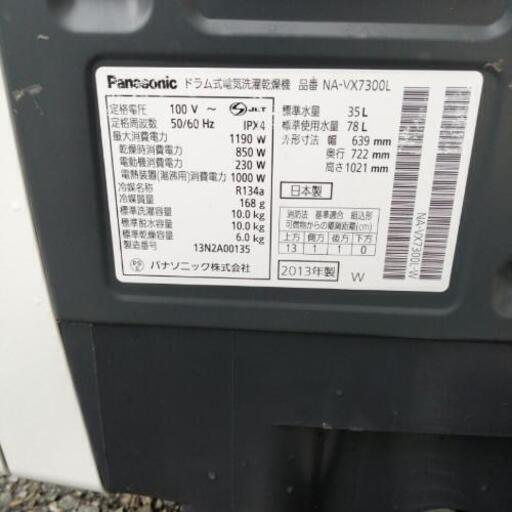 Panasonic ドラム式電気洗濯乾燥機 品番 NA-VX7300L
定格電圧 100 V ～ S-JET
定格周波数 50/60 Hz IPX4
最大消費電力 1190 W
乾燥時消費電力 850 W
電動機消費電力 230 W
電熱装置(湯沸用)消費電力 1000 W
冷媒名称 R134a
冷媒質量 168 g
標準洗濯容量 10.0 kg
標準脱水容量 10.0 kg
標準乾燥容量 6.0 kg
製造番号 13N2A00135
PS E パナソニック株式会社
標準水量 35 L
標準使用水量 78 L
外形寸法 幅 639 mm
奥行 722 mm
高さ 1021 mm
日本製
消防法 基準適合 組込形
可燃物からの離隔距離(cm)
上方 側方 後方 下方
13 1 1 0
2013年製 W
NA-VX7300L-W